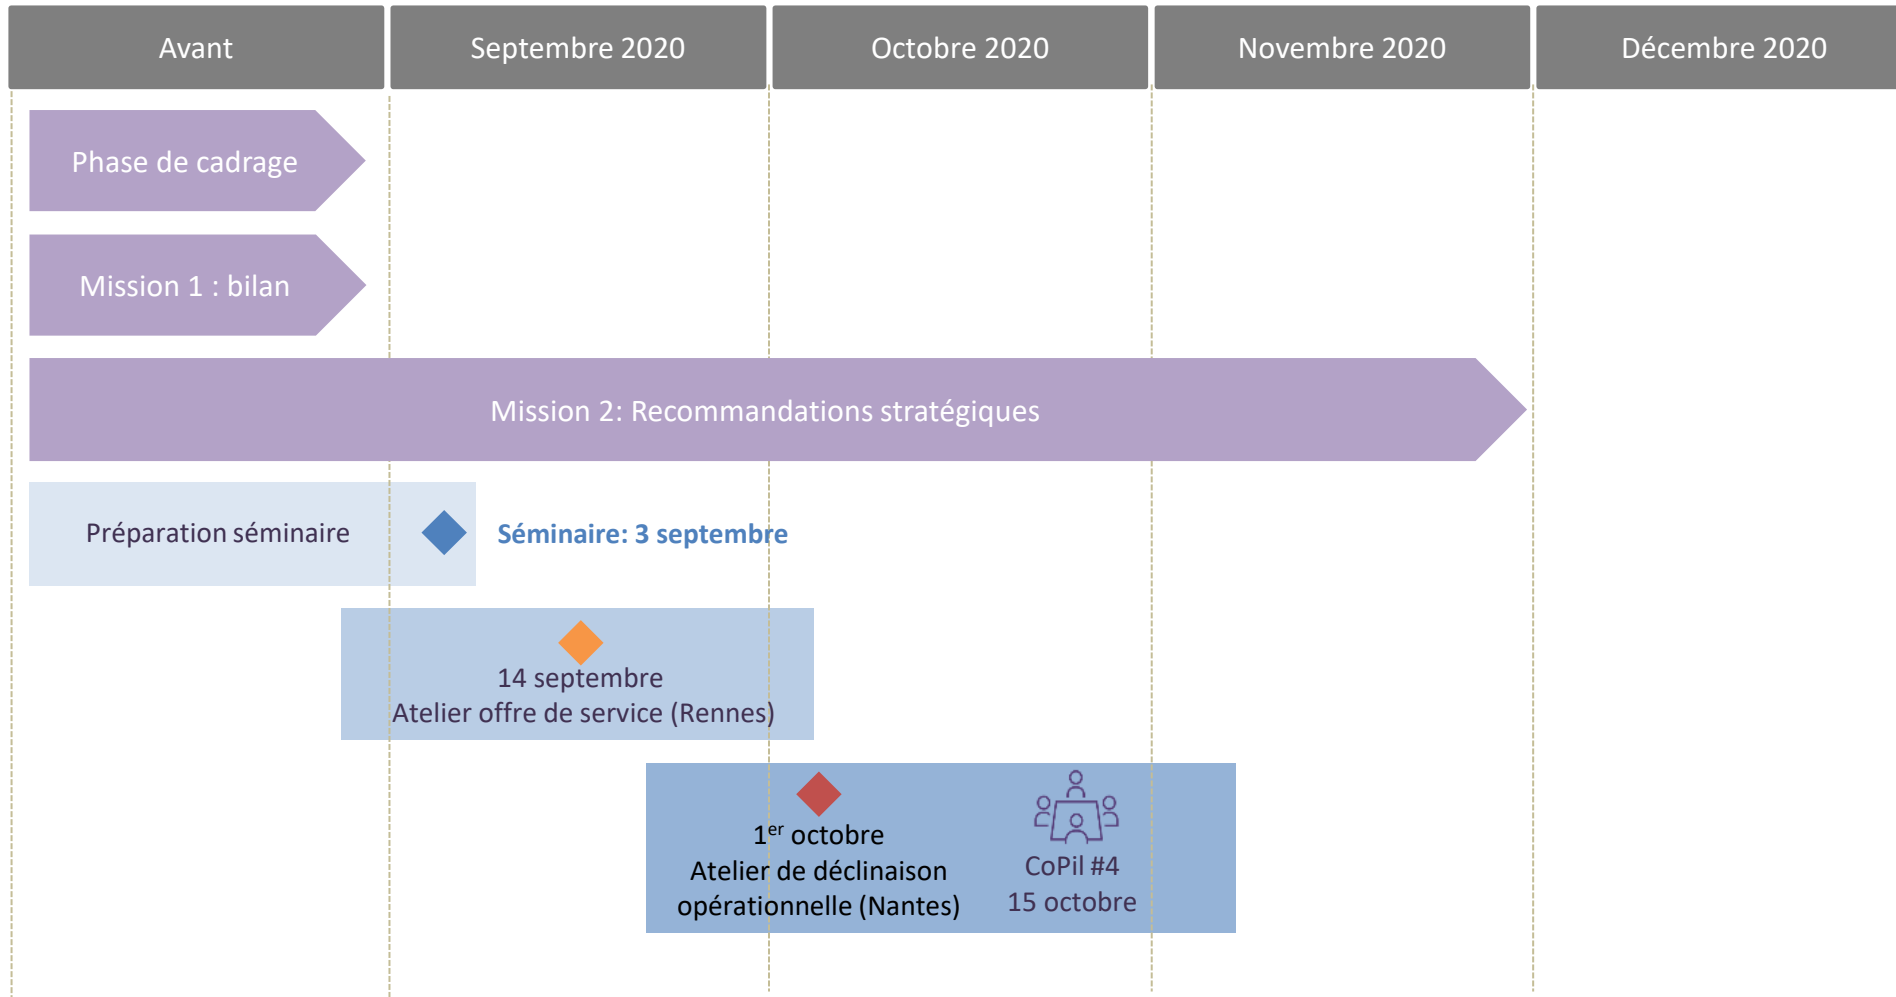 Avant
Septembre 2020
Octobre 2020
Novembre 2020
Décembre 2020
Phase de cadrage
Mission 1 : bilan
Mission 2: Recommandations stratégiques
Préparation séminaire
Séminaire: 3 septembre
14 septembre
Atelier offre de service (Rennes)
1er octobre
Atelier de déclinaison
opérationnelle (Nantes)
CoPil #4
15 octobre